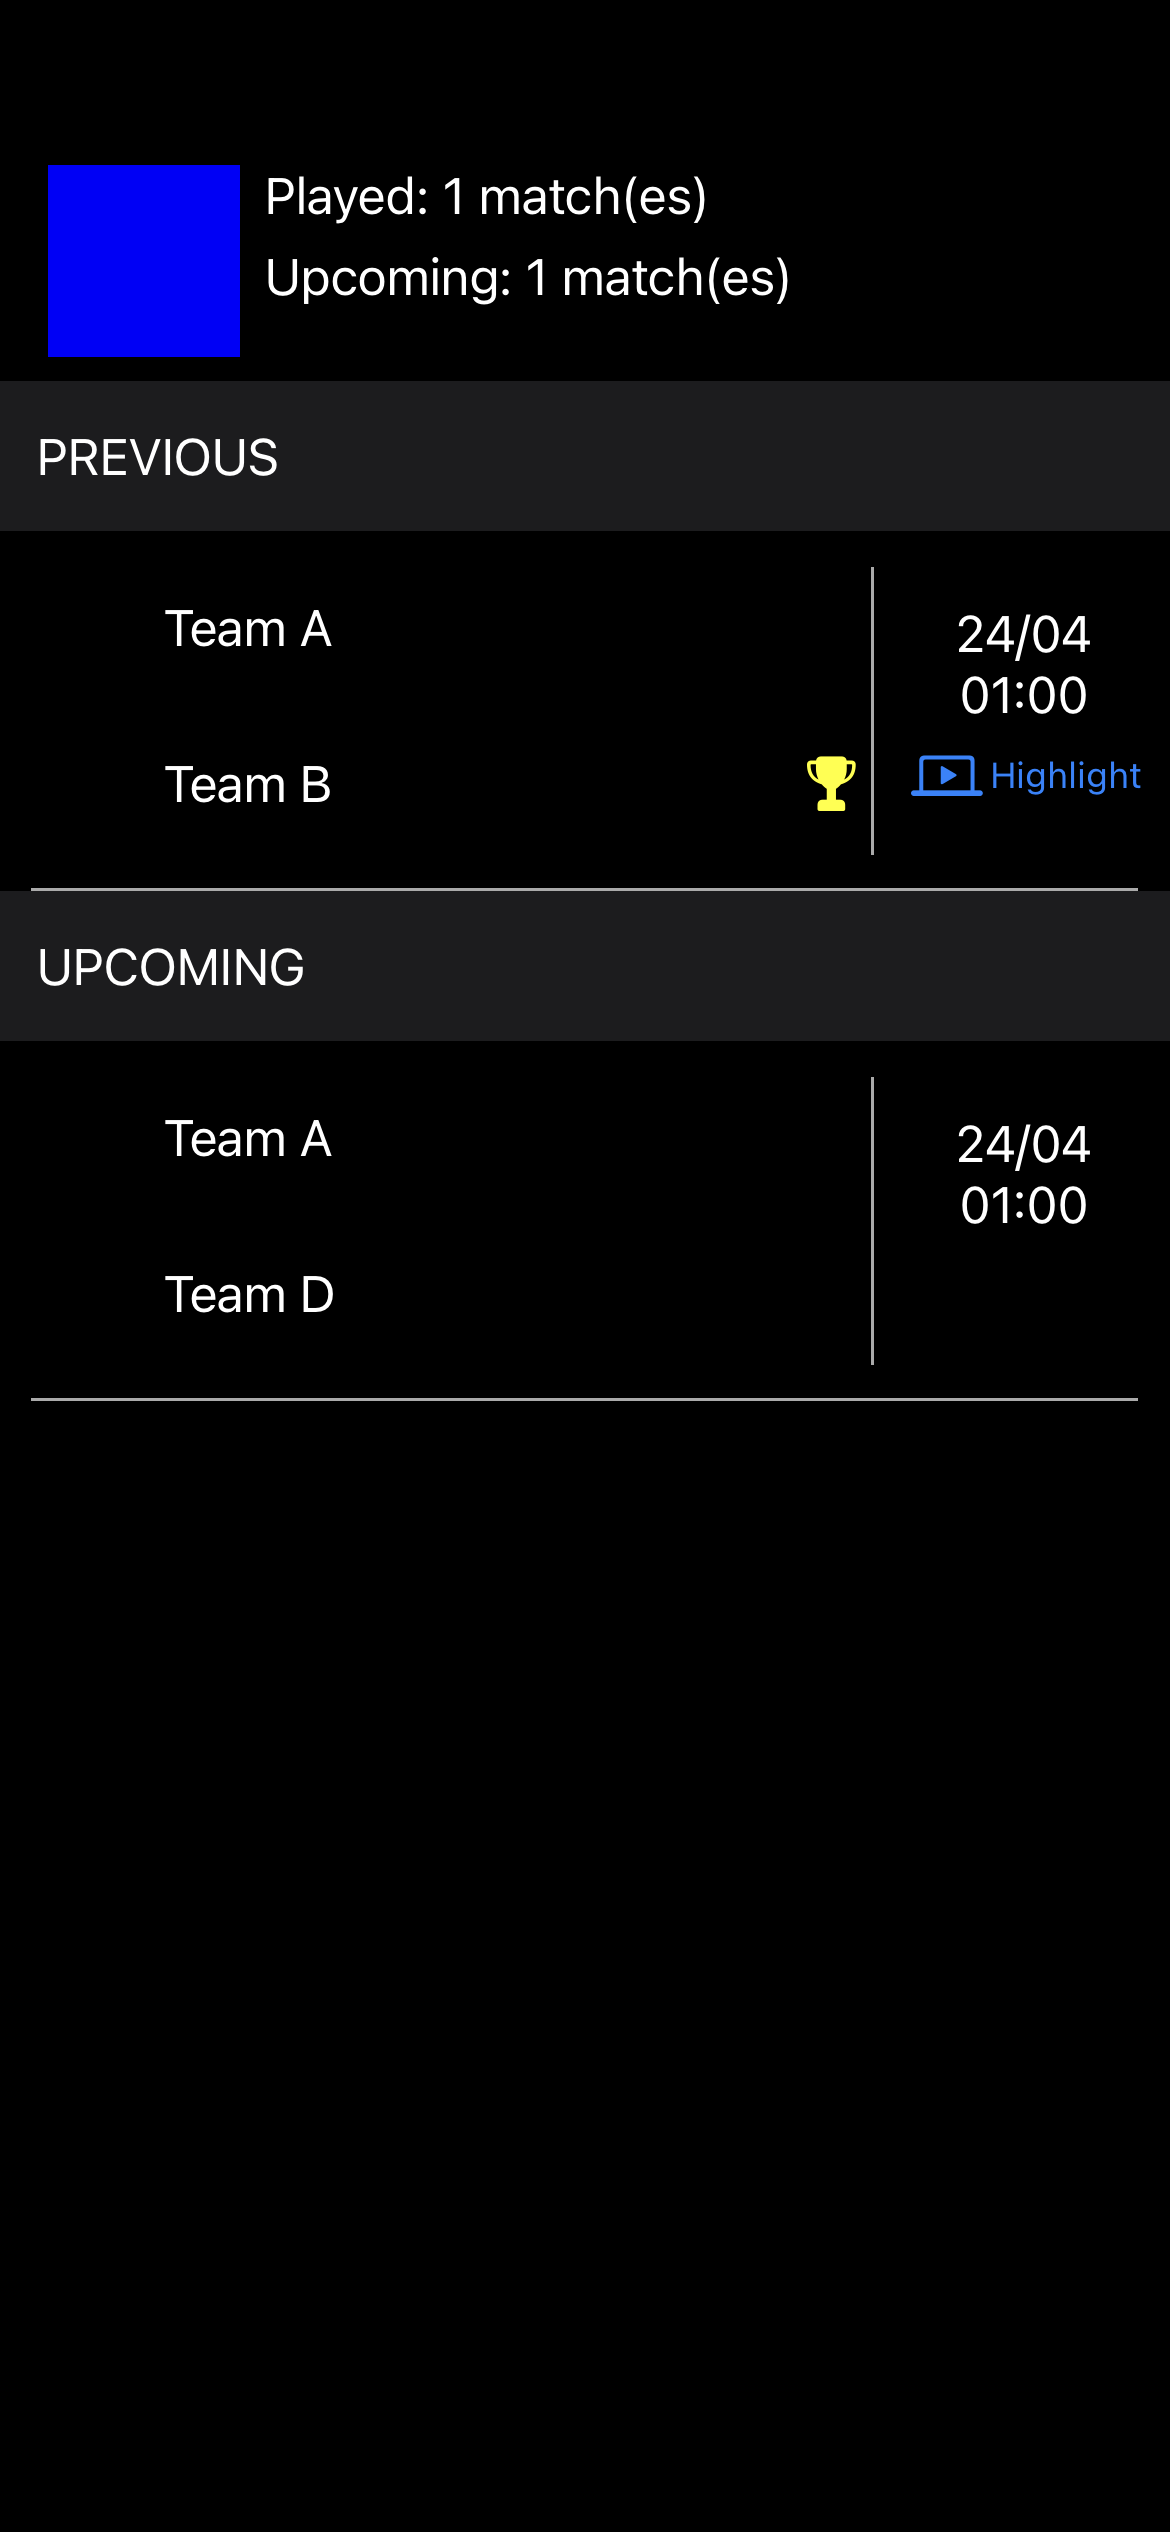 Played: 1 match(es)
Upcoming: 1 match(es)
PREVIOUS
Team A
24/04
01:00
Team B
Highlight
UPCOMING
Team A
24/04
01:00
Team D